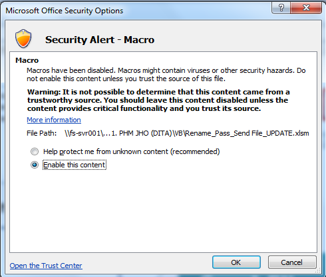 Microsoft Office Security Options
Security Alert - Macro
Macro
Macros have been disabled. Macros might contain viruses or other security hazards. Do
not enable this content unless you trust the source of this file.
Warning: It is not possible to determine that this content came from a
trustworthy source. You should leave this content disabled unless the
content provides critical functionality and you trust its source.
More information
File Path: \\fs-svr001\...1. PHM JHO (DITA)\VB\Rename_Pass_Send File_UPDATE.xlsm
Help protect me from unknown content (recommended)
Enable this content
Open the Trust Center
OK
Cancel